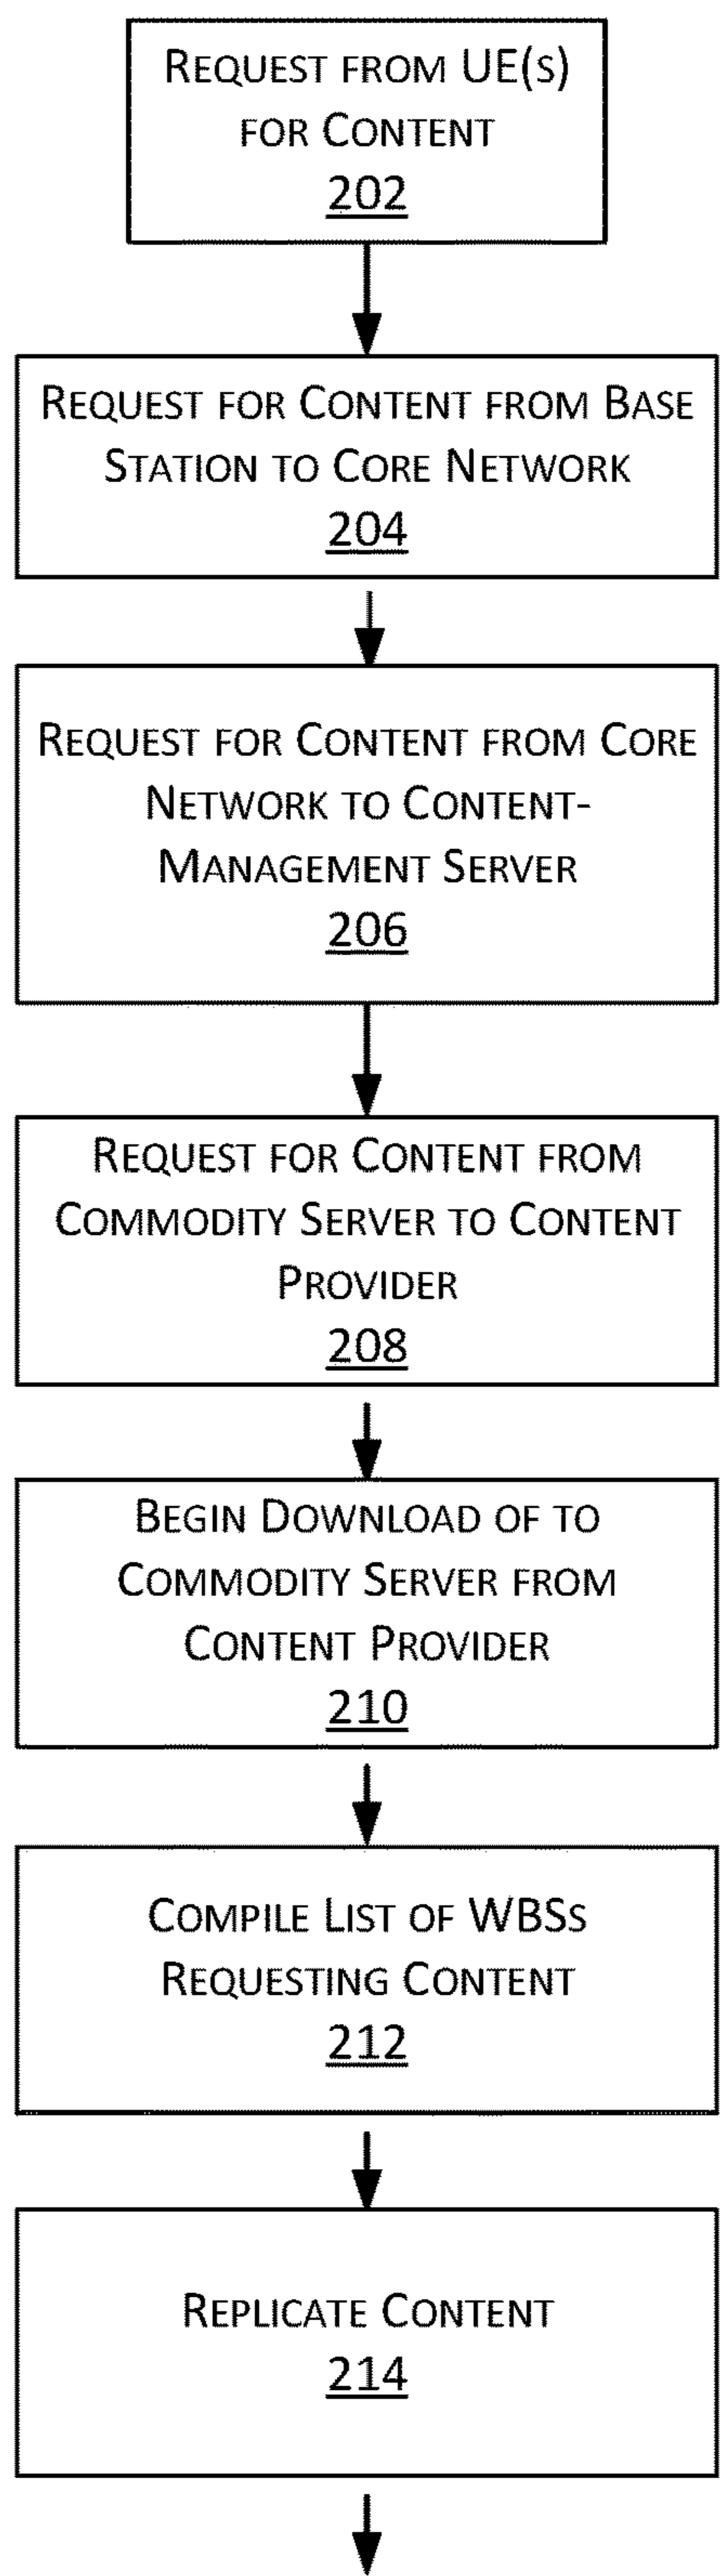 Request from UE(s)
for Content
202
Request for Content from Base
Station to Core Network
204
Request for Content from Core
Network to Content-
Management Server
206
Request for Content from
Commodity Server to Content
Provider
208
Begin Download of to
Commodity Server from
Content Provider
210
Compile List of WBSs
Requesting Content
212
Replicate Content
214